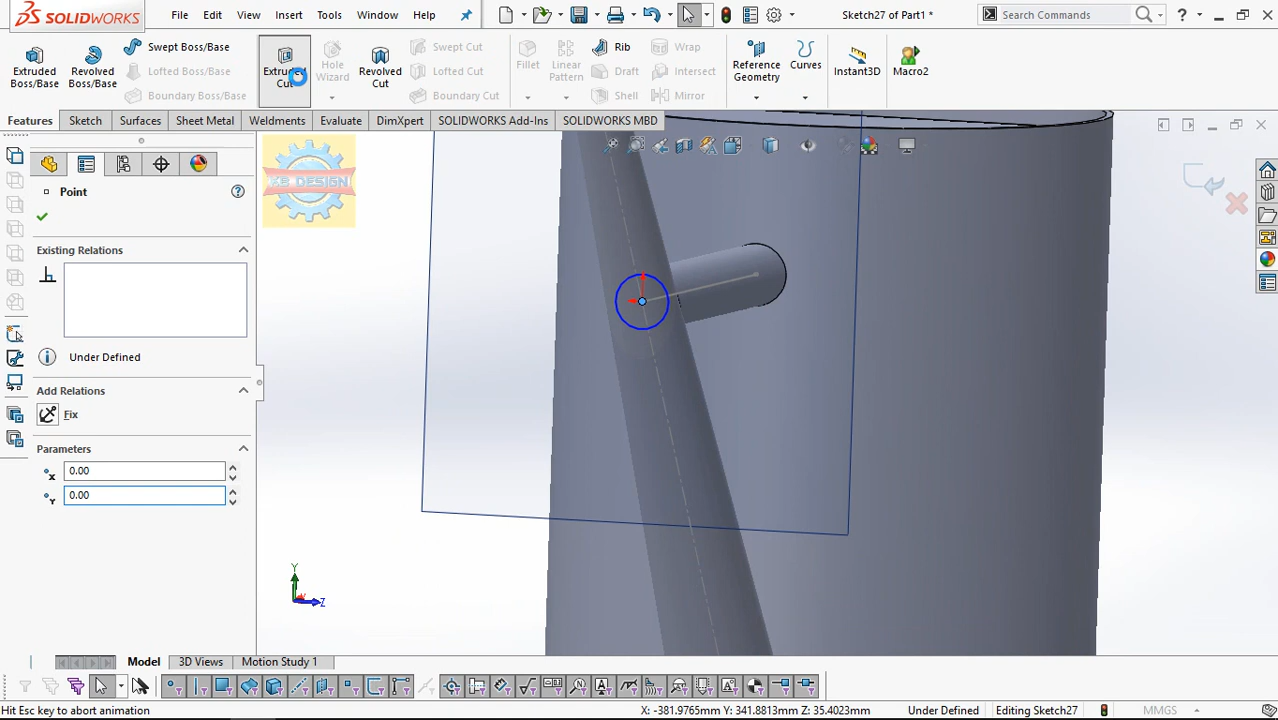 SOLIDWORKS
File Edit View Insert Tools Window Help
Sketch27 of Part1 *
Search Commands
Extruded Boss/Base
Revolved Boss/Base
Swept Boss/Base
Lofted Boss/Base
Boundary Boss/Base
Extruded Cut
Hole Wizard
Revolved Cut
Swept Cut
Lofted Cut
Boundary Cut
Fillet
Linear Pattern
Rib
Draft
Shell
Wrap
Intersect
Mirror
Reference Geometry
Curves
Instant3D
Macro2
Features Sketch Surfaces Sheet Metal Weldments Evaluate DimXpert SOLIDWORKS Add-Ins SOLIDWORKS MBD
KB DESIGN
Point
Existing Relations
Under Defined
Add Relations
Fix
Parameters
X 0.00
Y 0.00
Y
Z
Model 3D Views Motion Study 1
Hit Esc key to abort animation
X: -381.9765mm Y: 341.8813mm Z: 35.4023mm Under Defined Editing Sketch27 MMGS